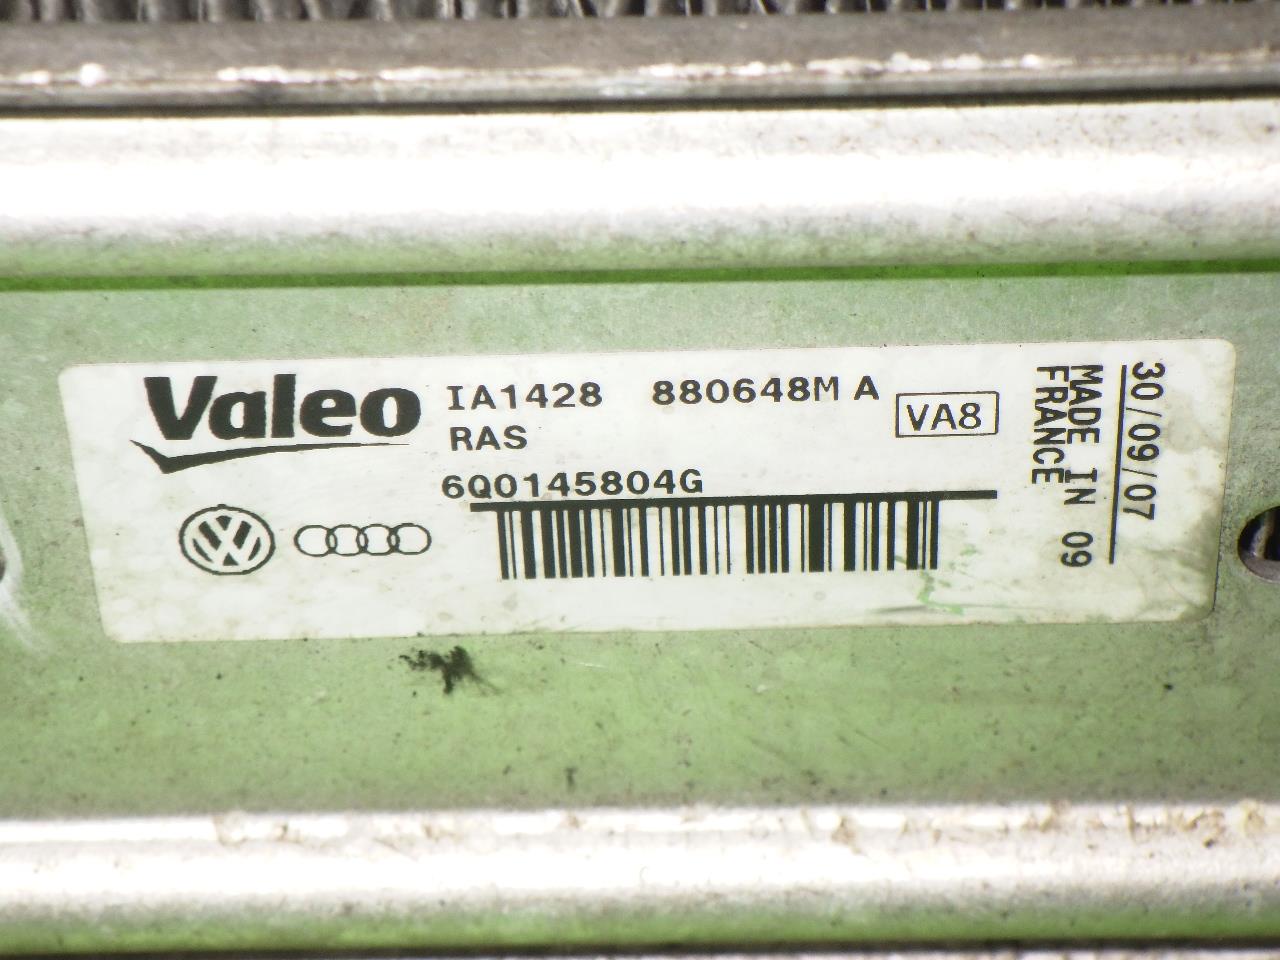 Valeo
IA1428 880648M A
RAS
VA8
6Q0145804G
30/09/07
MADE IN 09
FRANCE